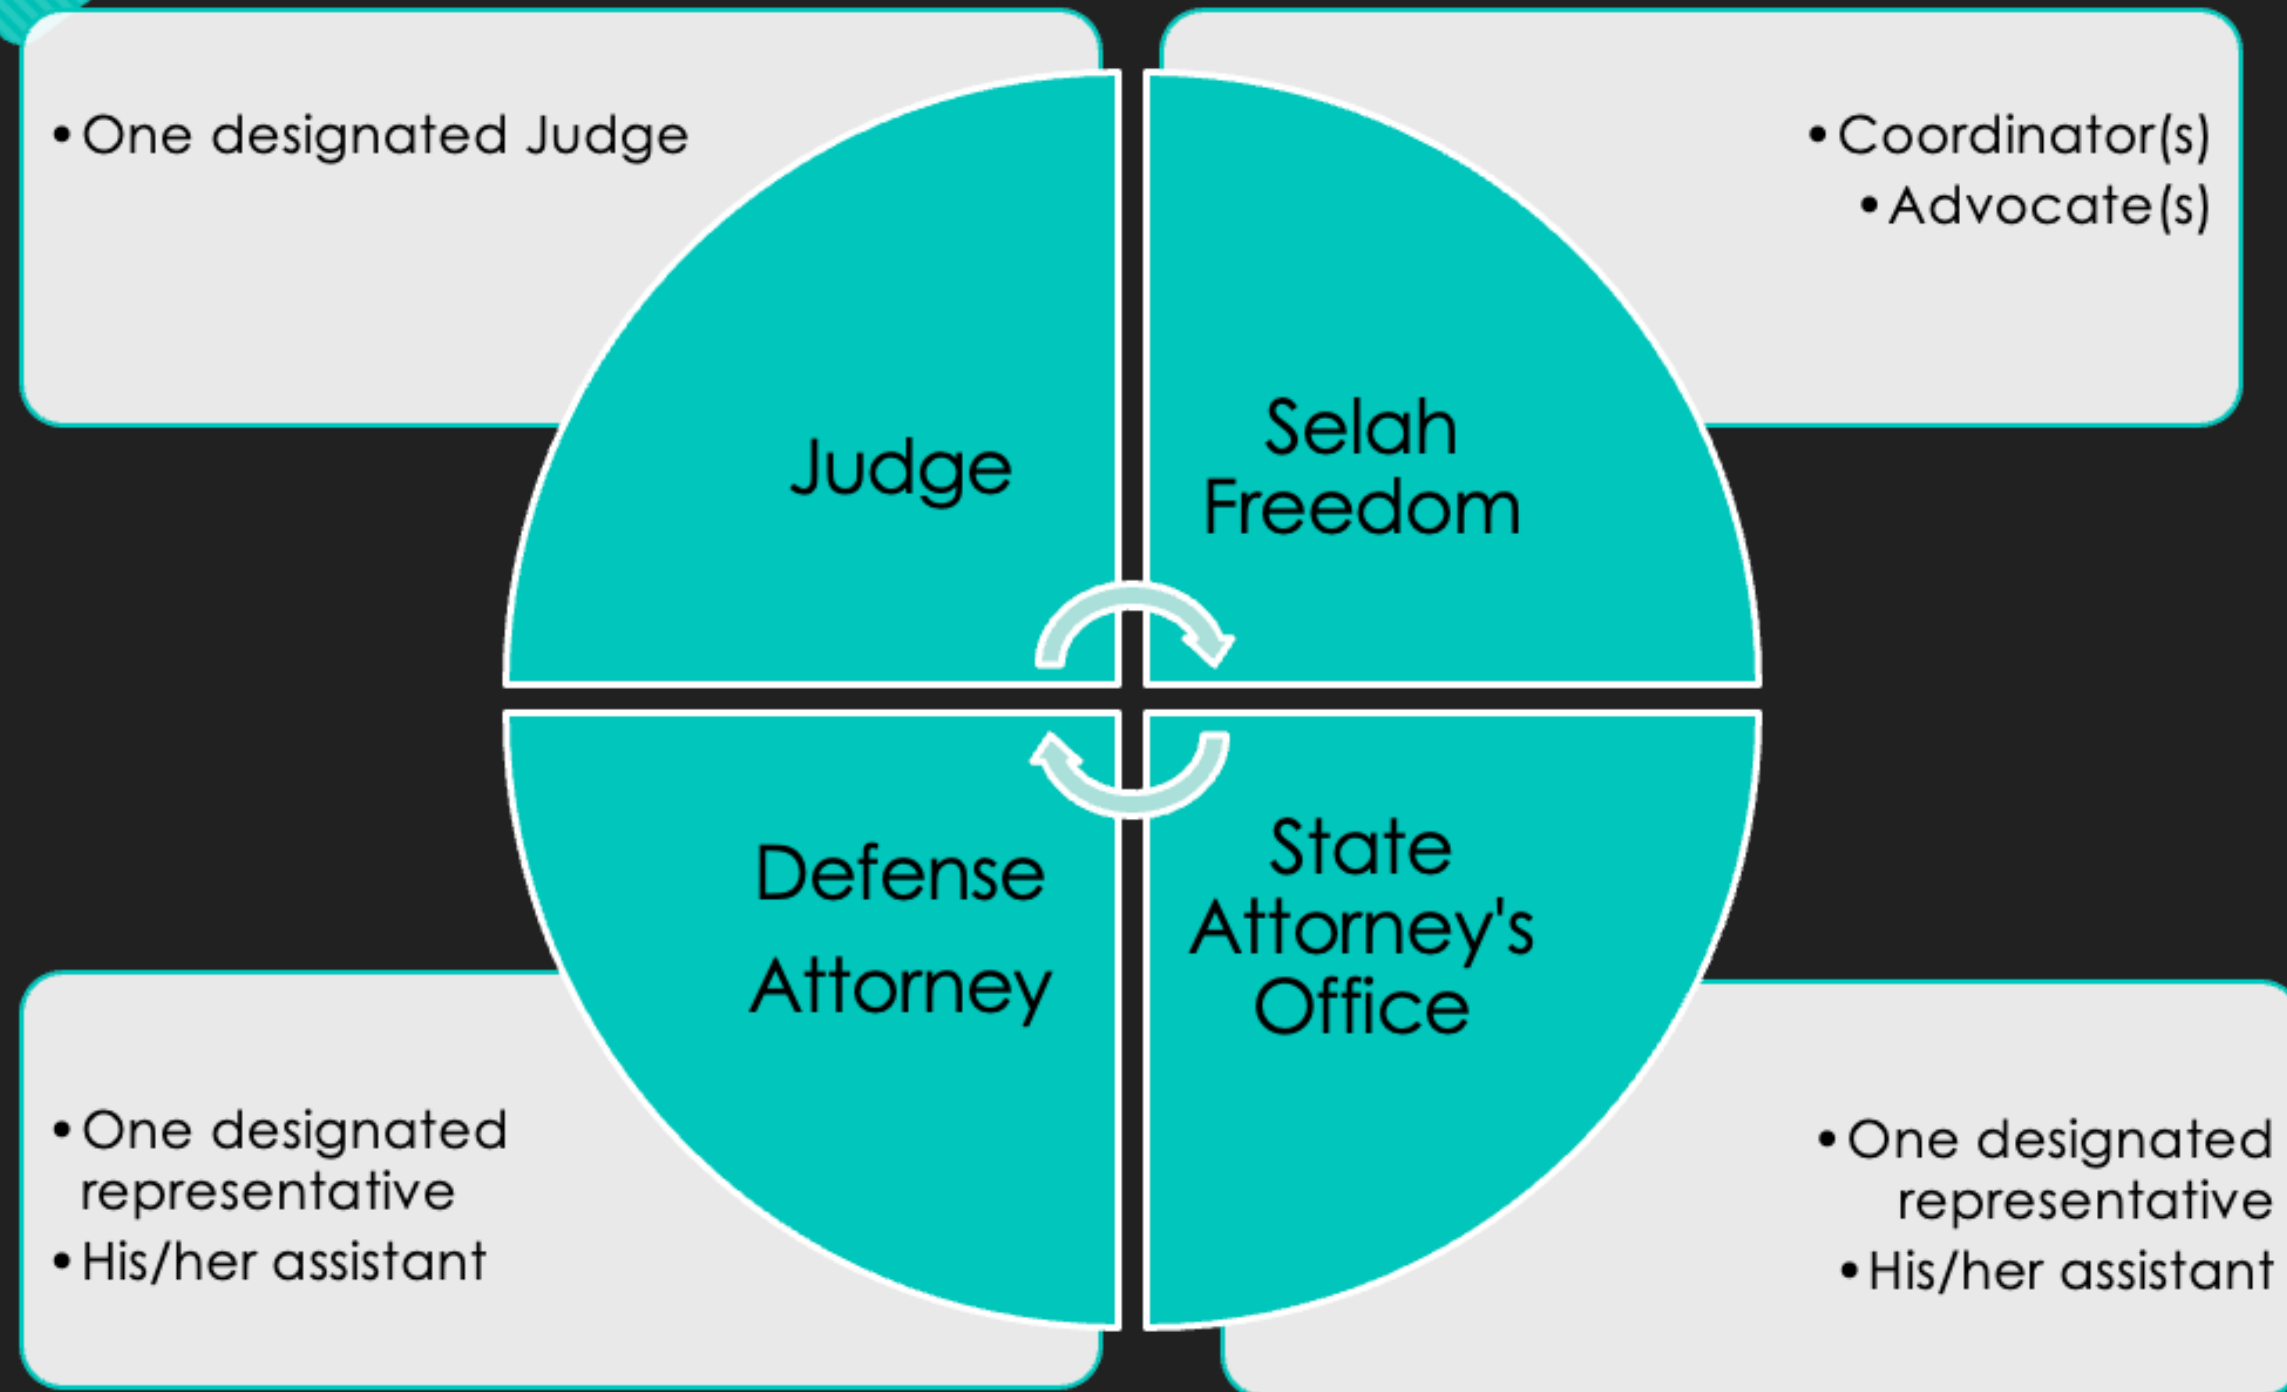 • One designated Judge
• Coordinator(s)
• Advocate(s)
Judge
Selah
Freedom
Defense
Attorney
State
Attorney's
Office
• One designated
representative
• His/her assistant
• One designated
representative
• His/her assistant